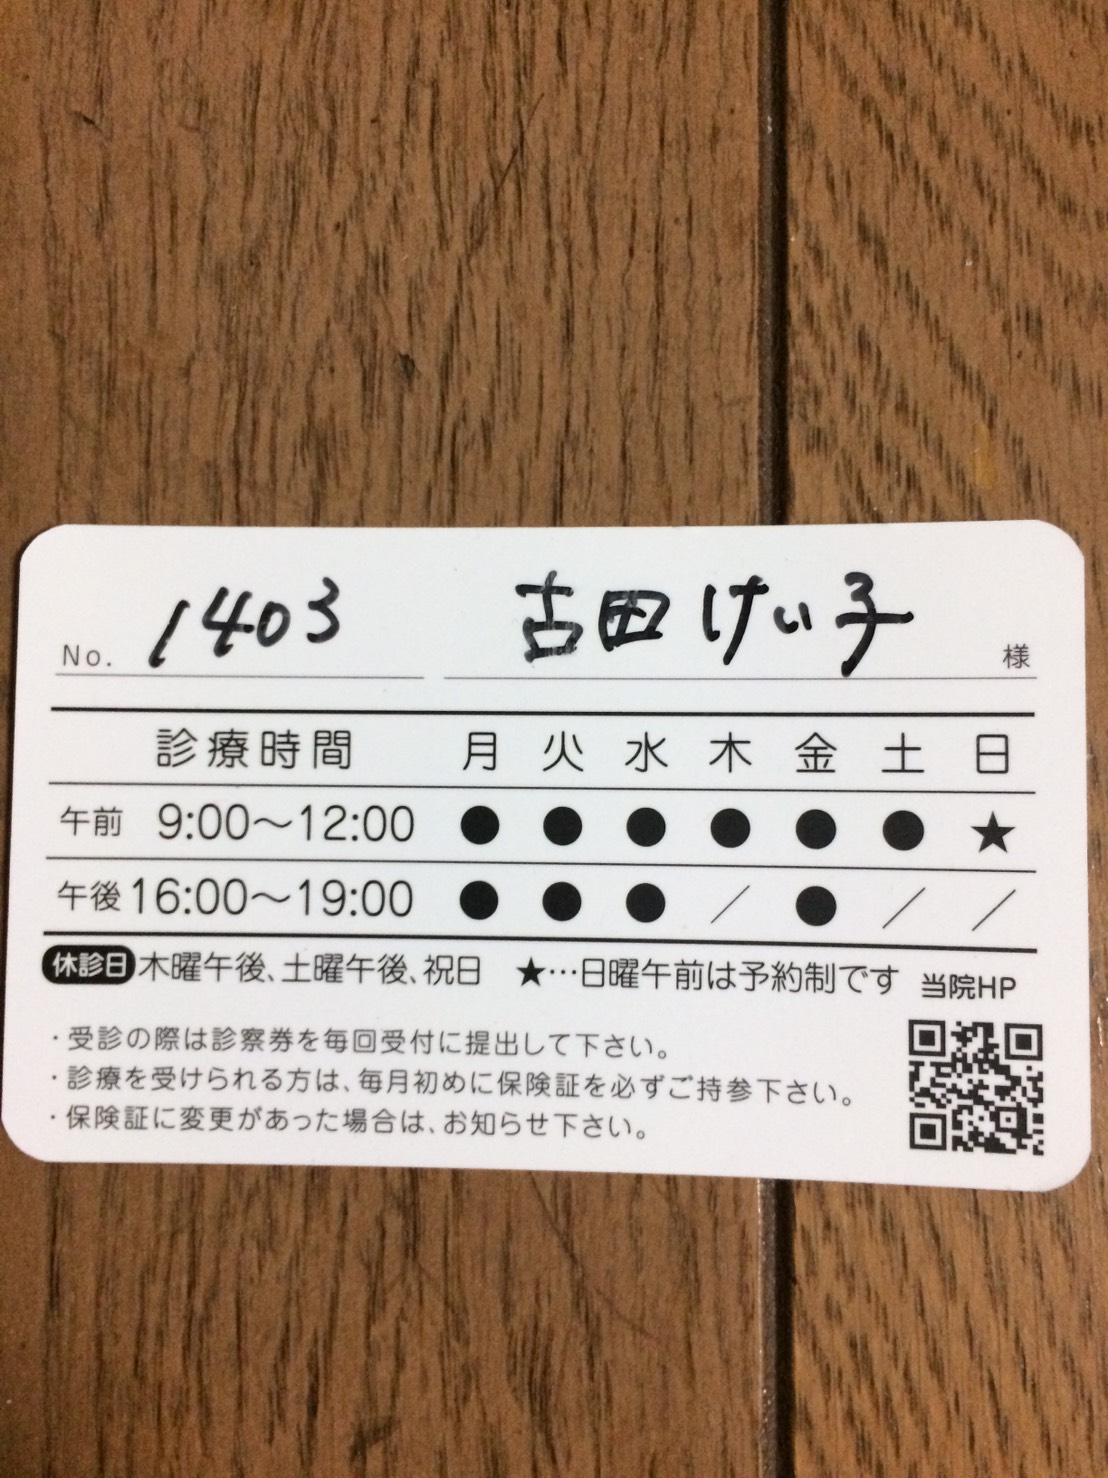 No. 1403 古田けい子 様
診療時間 月 火 水 木 金 土 日
午前 9:00〜12:00 ● ● ● ● ● ● ★
午後 16:00〜19:00 ● ● ● ／ ● ／ ／
休診日 木曜午後、土曜午後、祝日 ★…日曜午前は予約制です 当院HP
・受診の際は診察券を毎回受付に提出して下さい。
・診療を受けられる方は、毎月初めに保険証を必ずご持参下さい。
・保険証に変更があった場合は、お知らせ下さい。